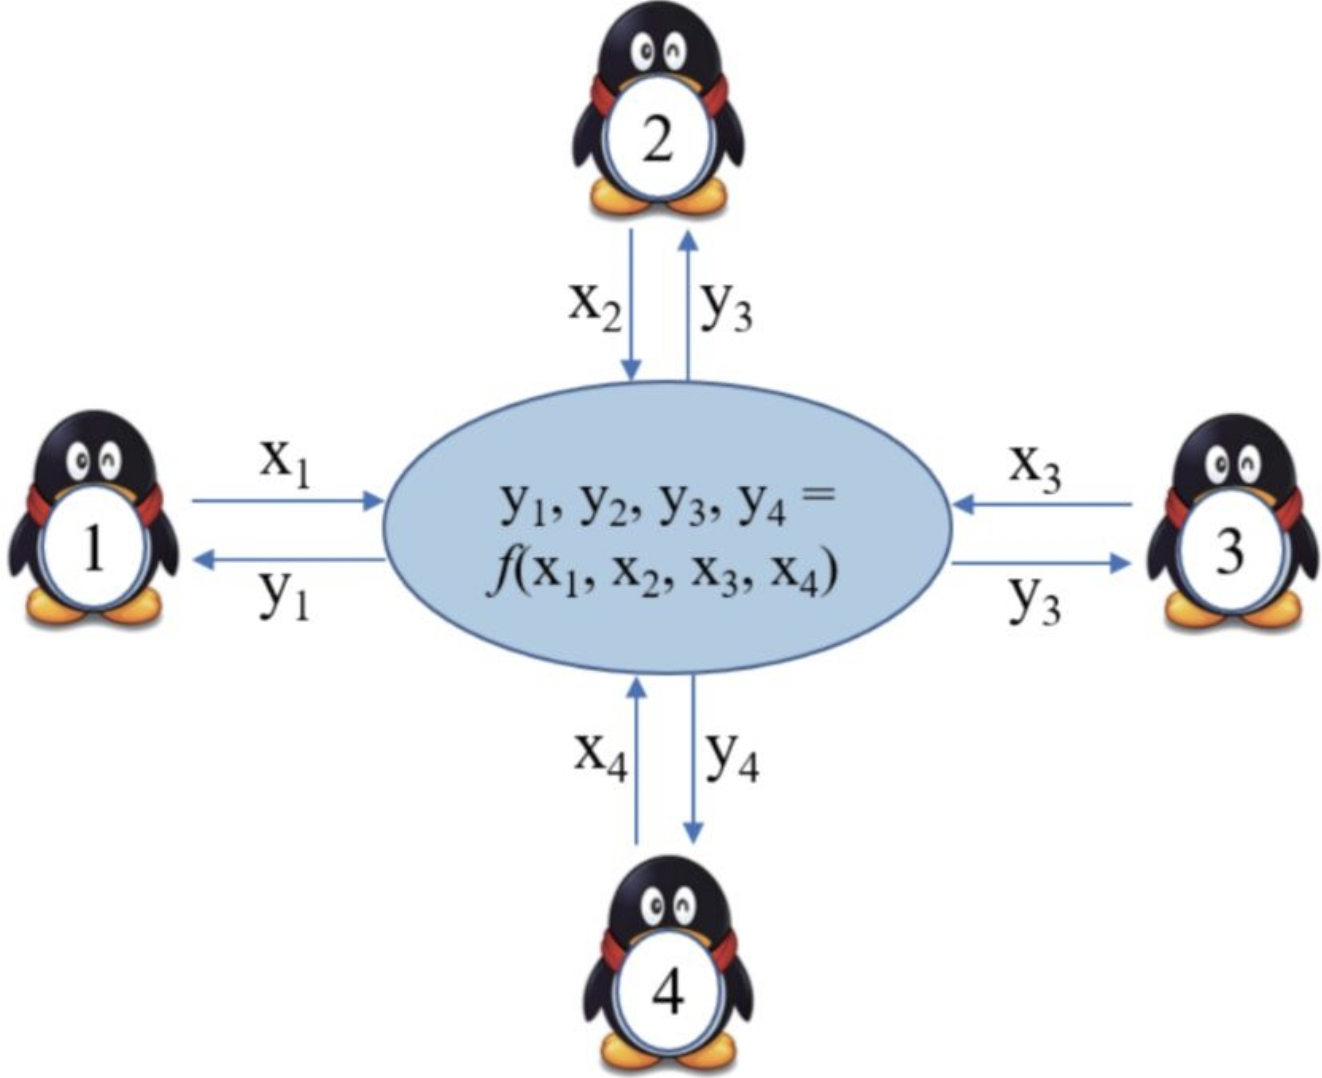 2
x₂
y₃
x₁
y₁
1
y₁, y₂, y₃, y₄ =
f(x₁, x₂, x₃, x₄)
x₃
y₃
3
x₄
y₄
4